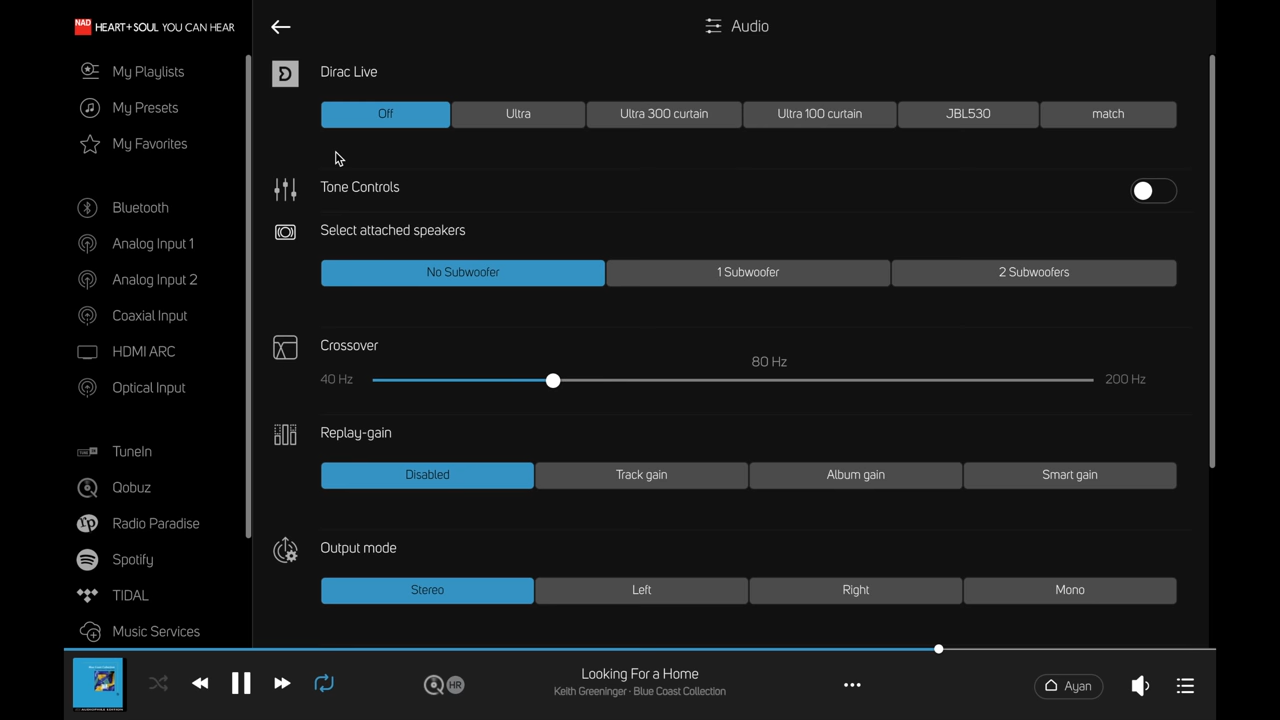 NAD HEART+SOUL YOU CAN HEAR
My Playlists
My Presets
My Favorites
Bluetooth
Analog Input 1
Analog Input 2
Coaxial Input
HDMI ARC
Optical Input
TuneIn
Qobuz
Radio Paradise
Spotify
TIDAL
Music Services
Audio
Dirac Live
Off Ultra Ultra 300 curtain Ultra 100 curtain JBL530 match
Tone Controls
Select attached speakers
No Subwoofer 1 Subwoofer 2 Subwoofers
Crossover
80 Hz
40 Hz 200 Hz
Replay-gain
Disabled Track gain Album gain Smart gain
Output mode
Stereo Left Right Mono
HR
Looking For a Home
Keith Greeninger · Blue Coast Collection
Ayan